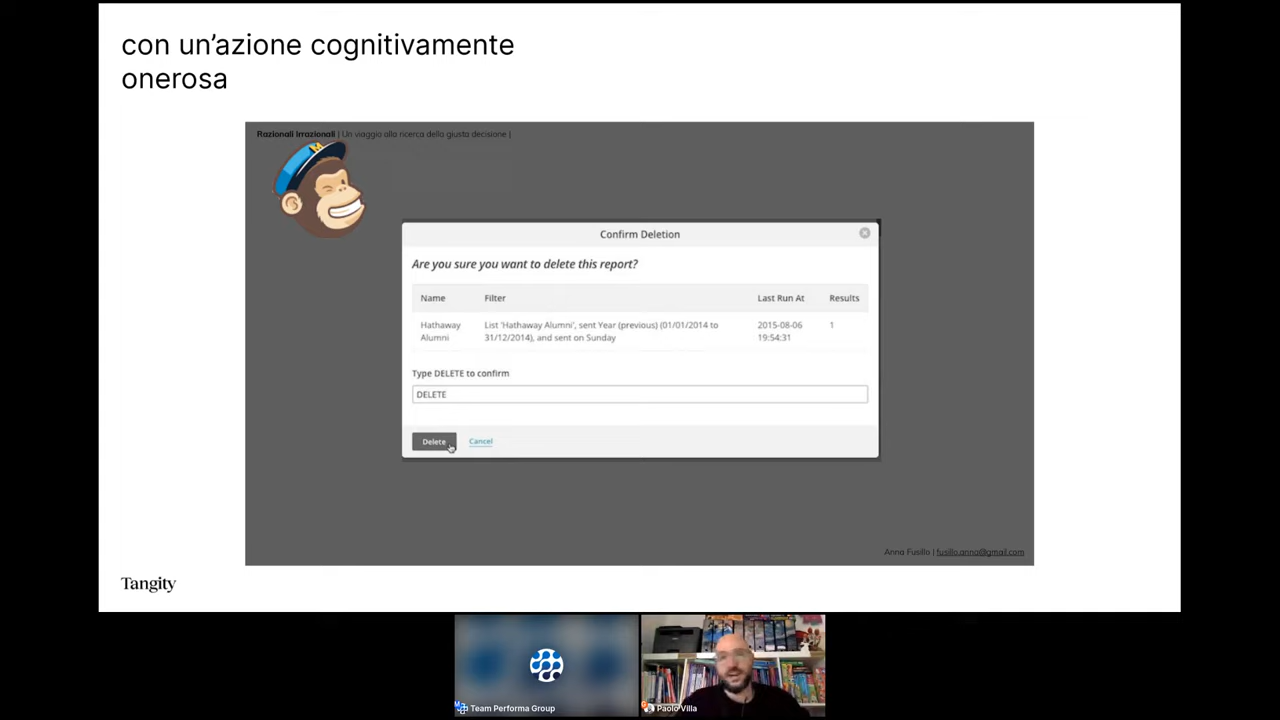 con un'azione cognitivamente
onerosa
Razionali Irrazionali | Un viaggio alla ricerca della giusta decisione |
Confirm Deletion
Are you sure you want to delete this report?
Name Filter Last Run At Results
Hathaway Alumni List 'Hathaway Alumni', sent Year (previous) (01/01/2014 to 31/12/2014), and sent on Sunday 2015-08-06 19:54:31 1
Type DELETE to confirm
DELETE
Delete Cancel
Anna Fusillo | fusillo.anna@gmail.com
Tangity
Team Performa Group
Paolo Villa